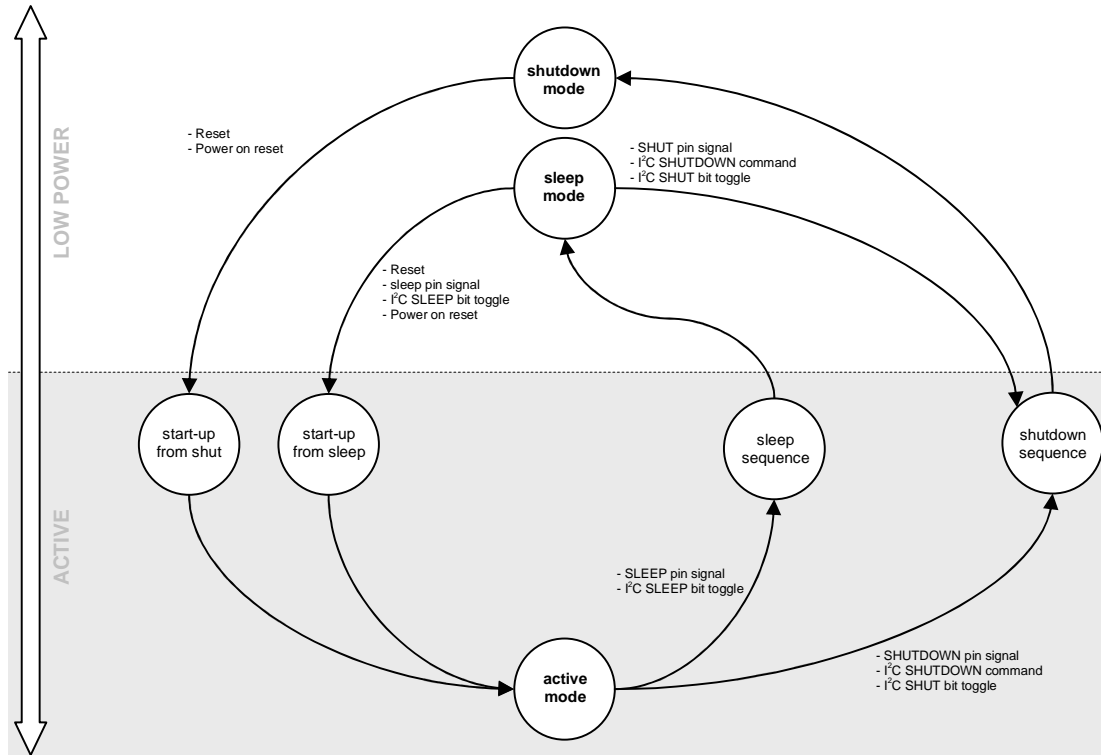 shutdown
mode
LOW POWER
- Reset
- Power on reset
- SHUT pin signal
- I²C SHUTDOWN command
- I²C SHUT bit toggle
sleep
mode
- Reset
- sleep pin signal
- I²C SLEEP bit toggle
- Power on reset
start-up
from shut
start-up
from sleep
sleep
sequence
shutdown
sequence
ACTIVE
- SLEEP pin signal
- I²C SLEEP bit toggle
- SHUTDOWN pin signal
- I²C SHUTDOWN command
- I²C SHUT bit toggle
active
mode